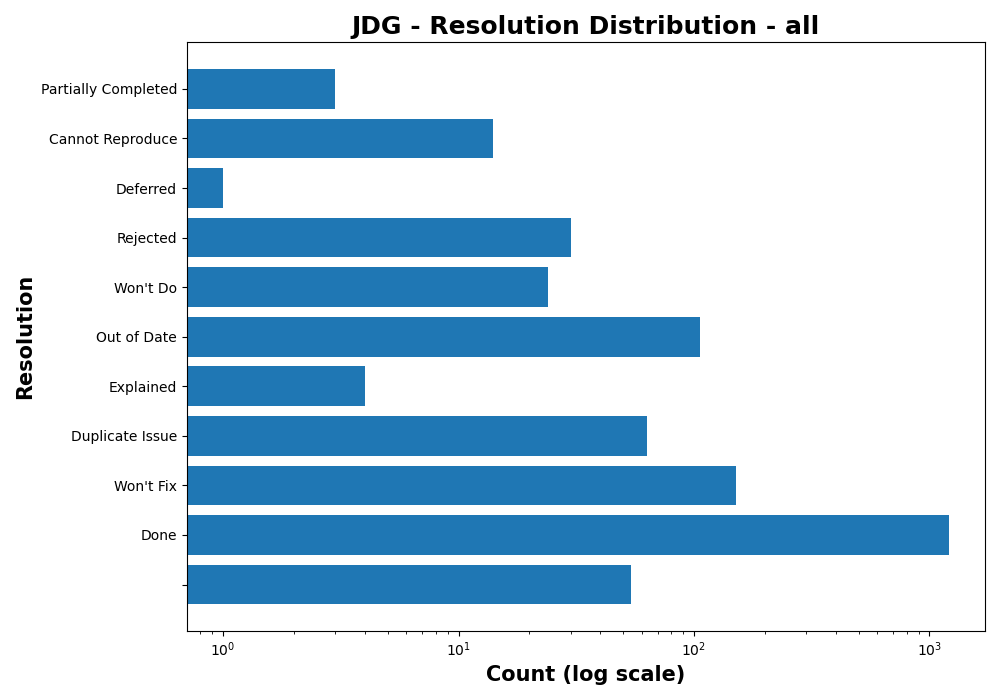 JDG - Resolution Distribution - all
Partially Completed
Cannot Reproduce
Deferred
Rejected
Won't Do
Out of Date
Explained
Duplicate Issue
Won't Fix
Done
Resolution
10⁰ 10¹ 10² 10³
Count (log scale)